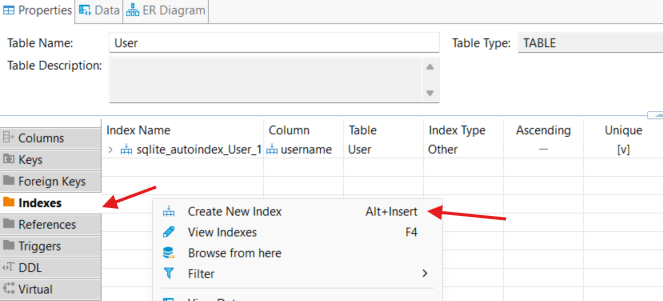 Properties Data ER Diagram
Table Name: User Table Type: TABLE
Table Description:
Index Name Column Table Index Type Ascending Unique
sqlite_autoindex_User_1 username User Other — [v]
Columns
Keys
Foreign Keys
Indexes
References
Triggers
DDL
Virtual
Create New Index Alt+Insert
View Indexes F4
Browse from here
Filter